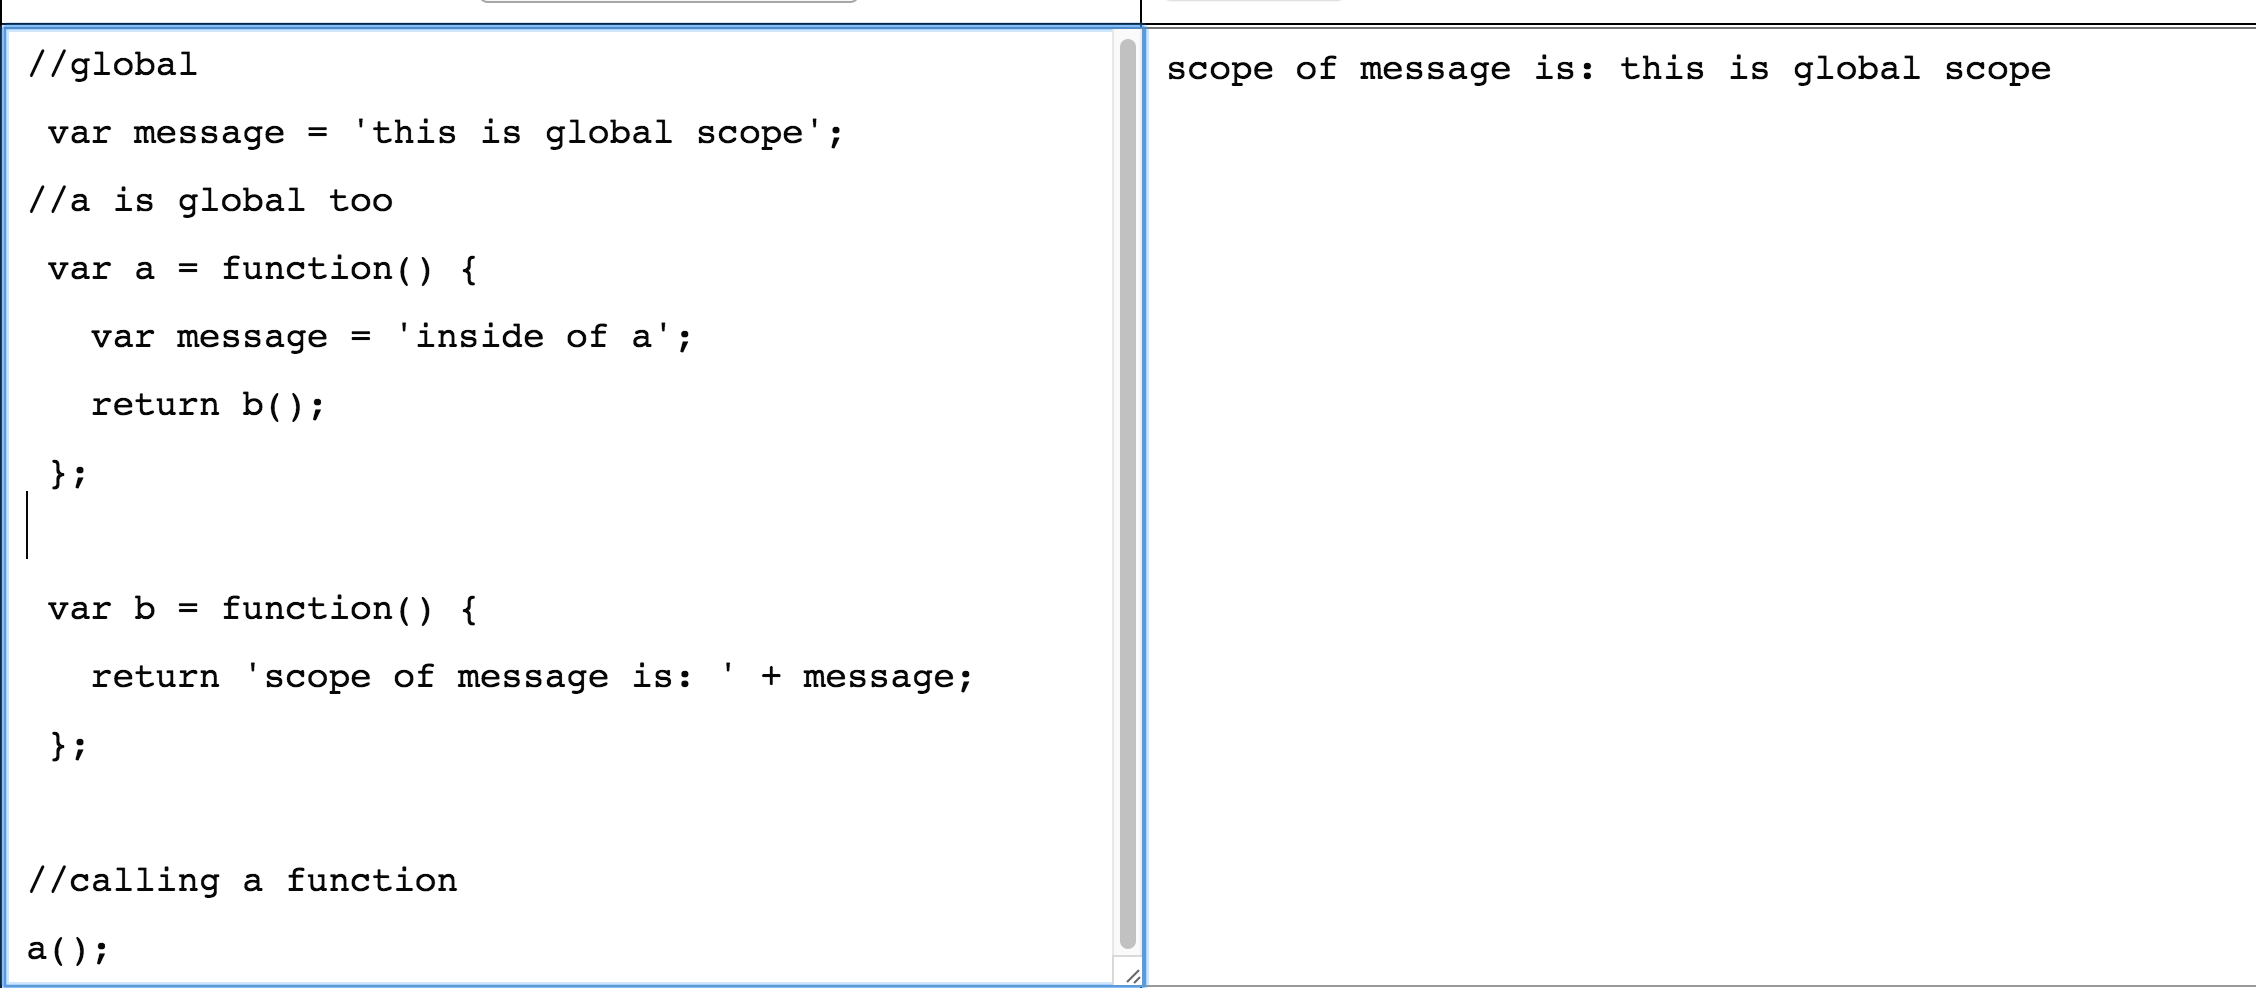 //global
var message = 'this is global scope';
//a is global too
var a = function() {
var message = 'inside of a';
return b();
};
var b = function() {
return 'scope of message is: ' + message;
};
//calling a function
a();
scope of message is: this is global scope